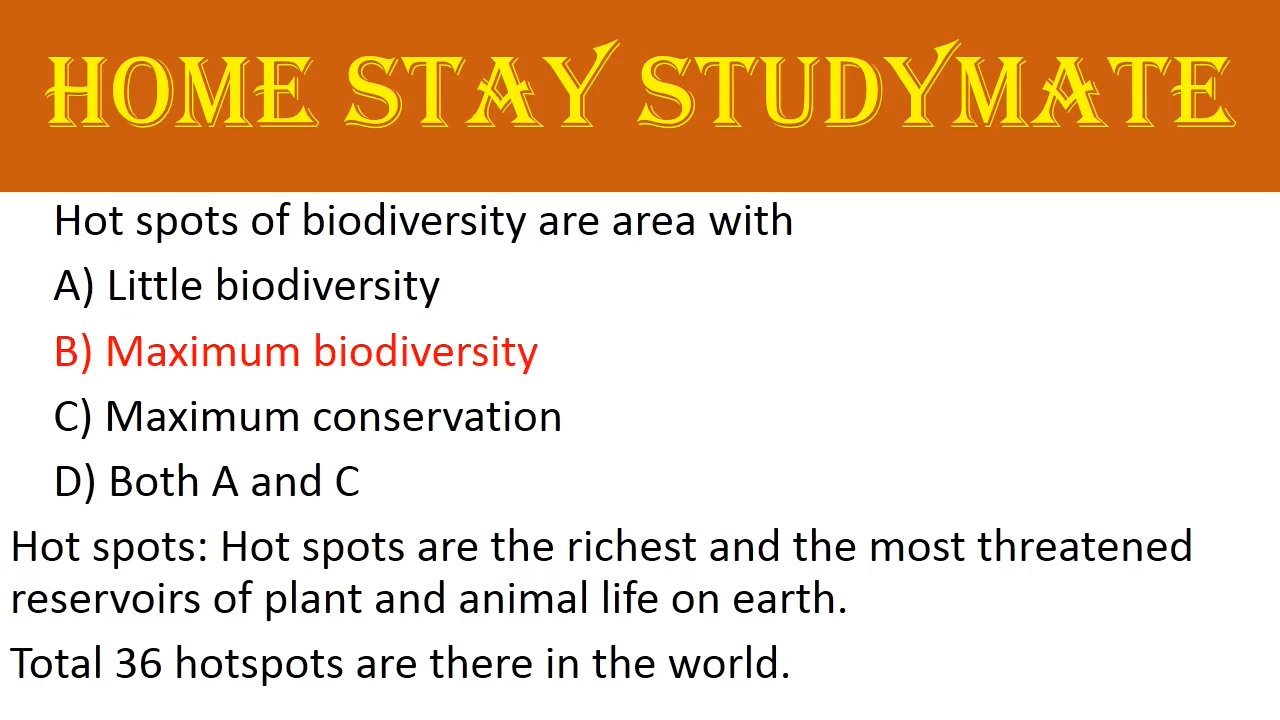 HOME STAY STUDYMATE
Hot spots of biodiversity are area with
A) Little biodiversity
B) Maximum biodiversity
C) Maximum conservation
D) Both A and C
Hot spots: Hot spots are the richest and the most threatened
reservoirs of plant and animal life on earth.
Total 36 hotspots are there in the world.